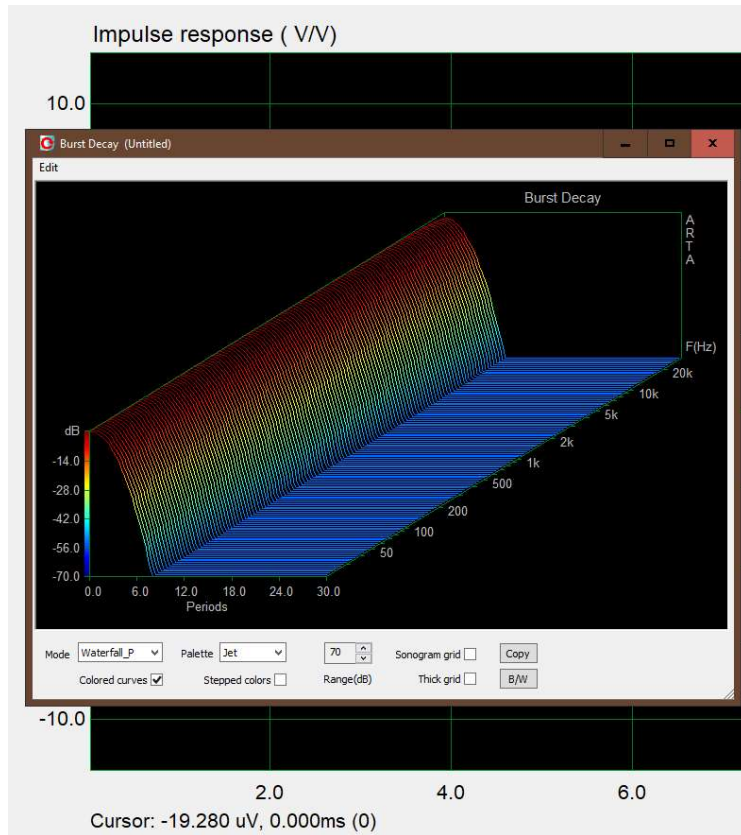 Impulse response ( V/V)
10.0
Burst Decay (Untitled)
Edit
Burst Decay
A
R
T
A
F(Hz)
20k
10k
5k
2k
1k
500
200
100
50
dB
-14.0
-28.0
-42.0
-56.0
-70.0
0.0 6.0 12.0 18.0 24.0 30.0
Periods
Mode Waterfall_P Palette Jet 70 Sonogram grid Copy
Colored curves Stepped colors Range(dB) Thick grid B/W
-10.0
2.0 4.0 6.0
Cursor: -19.280 uV, 0.000ms (0)